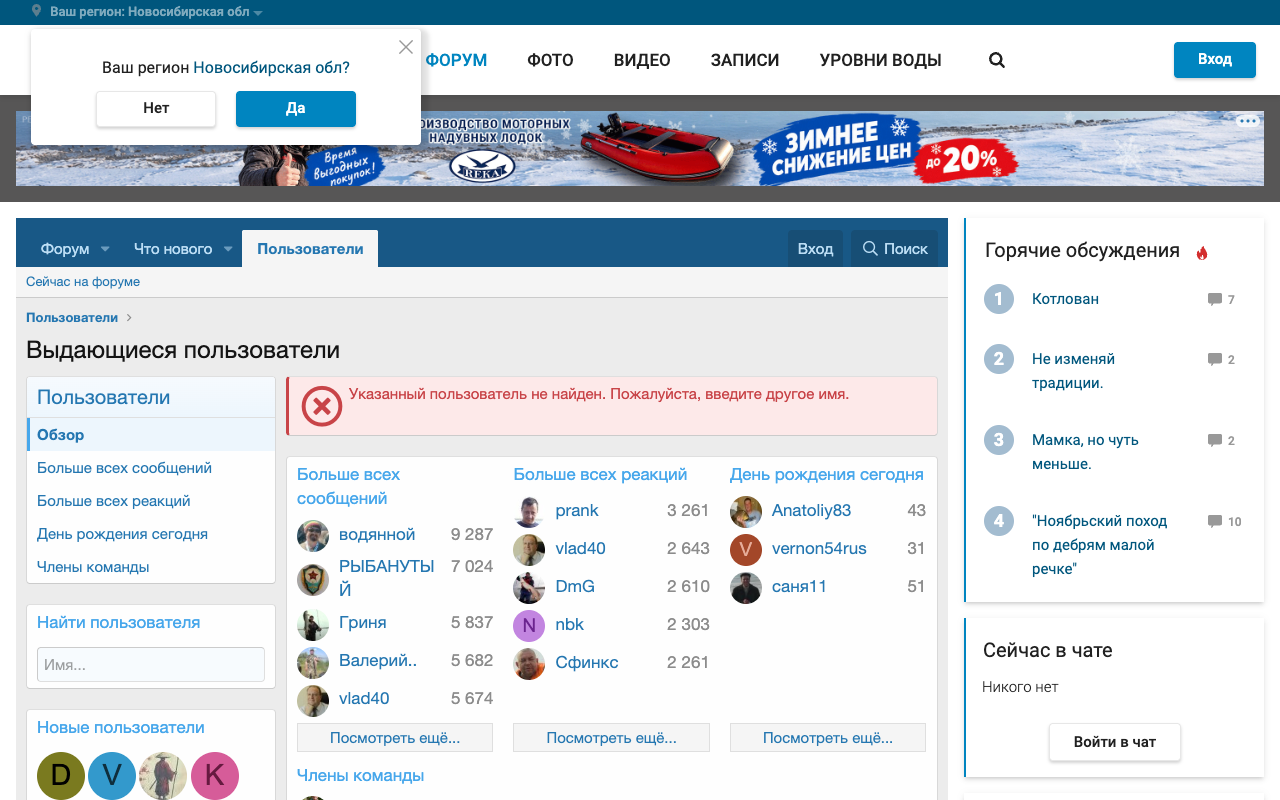 Ваш регион: Новосибирская обл
Ваш регион Новосибирская обл?
Нет
Да
ФОРУМ
ФОТО
ВИДЕО
ЗАПИСИ
УРОВНИ ВОДЫ
Вход
Время
выгодных
покупок!
МОТОРНЫХ
НАДУВНЫХ ЛОДОК
REKA
ЗИМНЕЕ
СНИЖЕНИЕ ЦЕН
до 20%
Форум
Что нового
Пользователи
Вход
Поиск
Сейчас на форуме
Пользователи
Выдающиеся пользователи
Пользователи
Обзор
Больше всех сообщений
Больше всех реакций
День рождения сегодня
Члены команды
Найти пользователя
Имя...
Новые пользователи
D
V
K
Указанный пользователь не найден. Пожалуйста, введите другое имя.
Больше всех
сообщений
водянной 9 287
РЫБАНУТЫ 7 024
Й
Гриня 5 837
Валерий.. 5 682
vlad40 5 674
Посмотреть ещё...
Больше всех реакций
prank 3 261
vlad40 2 643
DmG 2 610
N nbk 2 303
Сфинкс 2 261
Посмотреть ещё...
День рождения сегодня
Anatoliy83 43
V vernon54rus 31
саня11 51
Посмотреть ещё...
Члены команды
Горячие обсуждения
1 Котлован 7
2 Не изменяй 2
традиции.
3 Мамка, но чуть 2
меньше.
4 "Ноябрьский поход 10
по дебрям малой
речке"
Сейчас в чате
Никого нет
Войти в чат